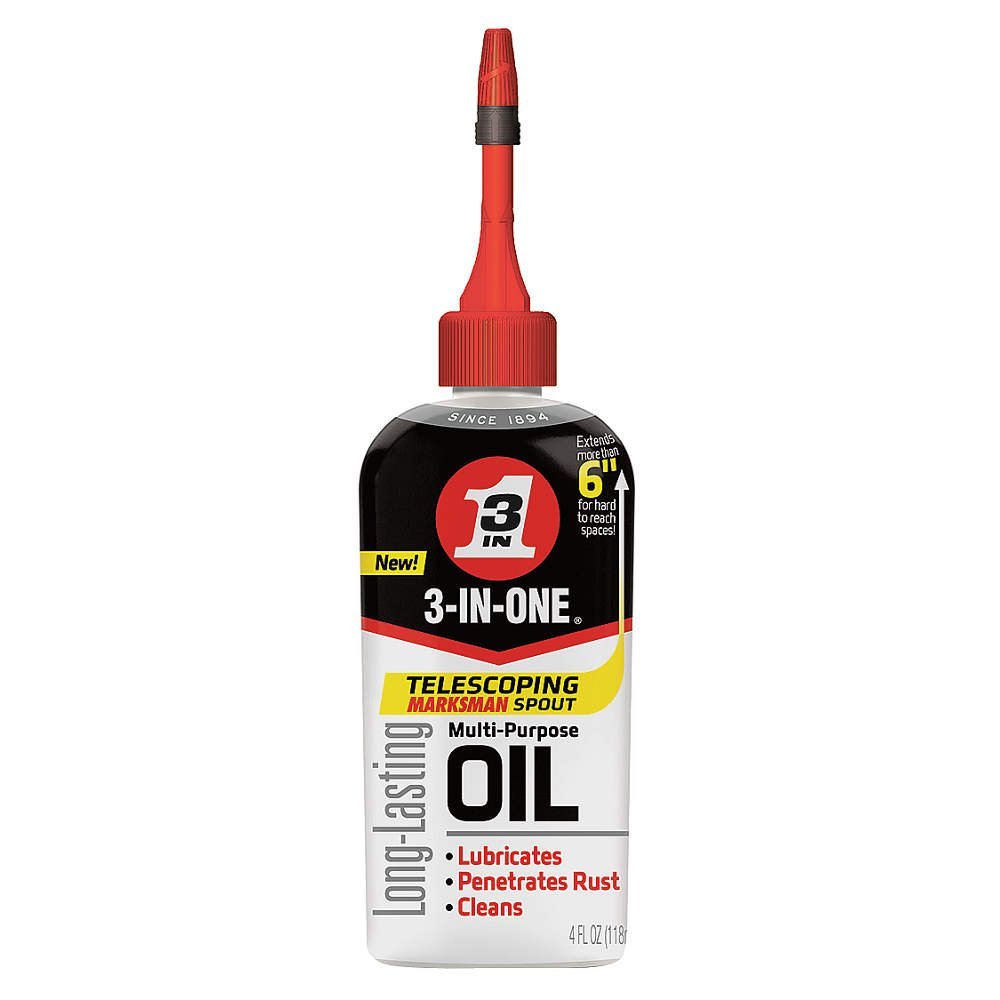 SINCE 1894
Extends
more than
6"
for hard
to reach
spaces!
1
3
IN
New!
3-IN-ONE®
TELESCOPING
MARKSMAN SPOUT
Long-Lasting
Multi-Purpose
OIL
• Lubricates
• Penetrates Rust
• Cleans
4 FL OZ (118